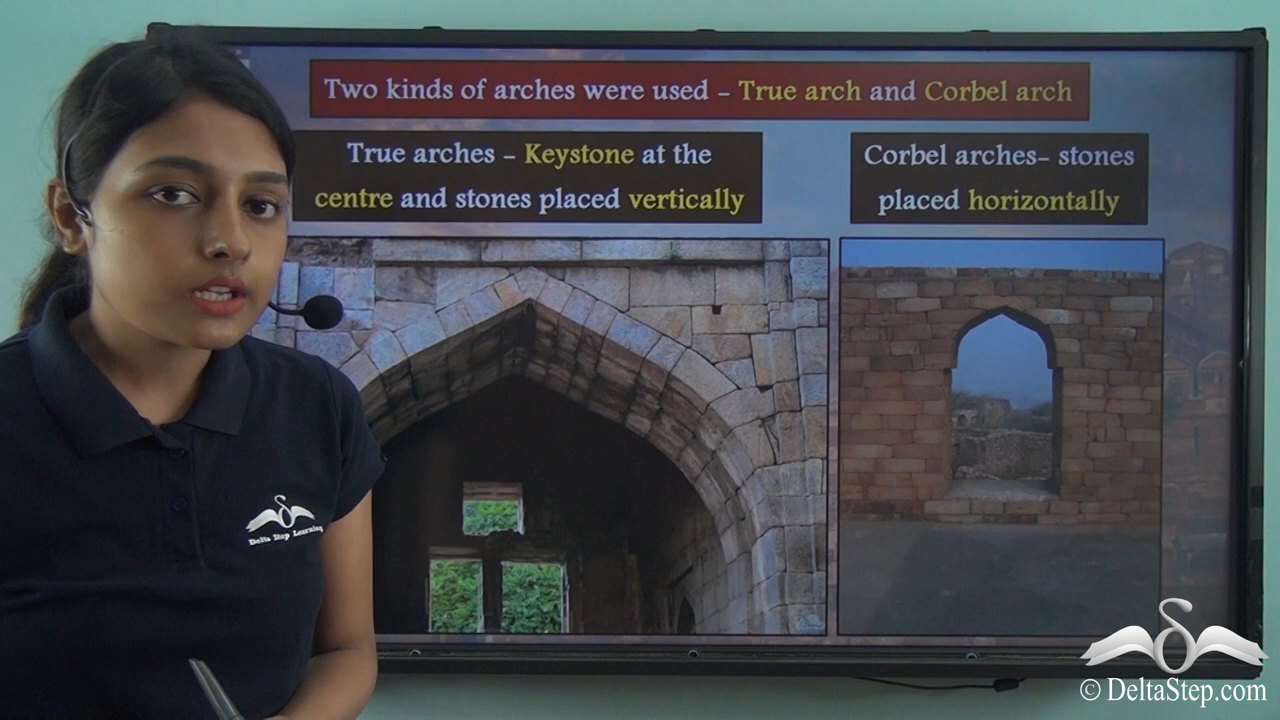 Two kinds of arches were used – True arch and Corbel arch
True arches – Keystone at the
centre and stones placed vertically
Corbel arches– stones
placed horizontally
Delta Step Learning
© DeltaStep.com